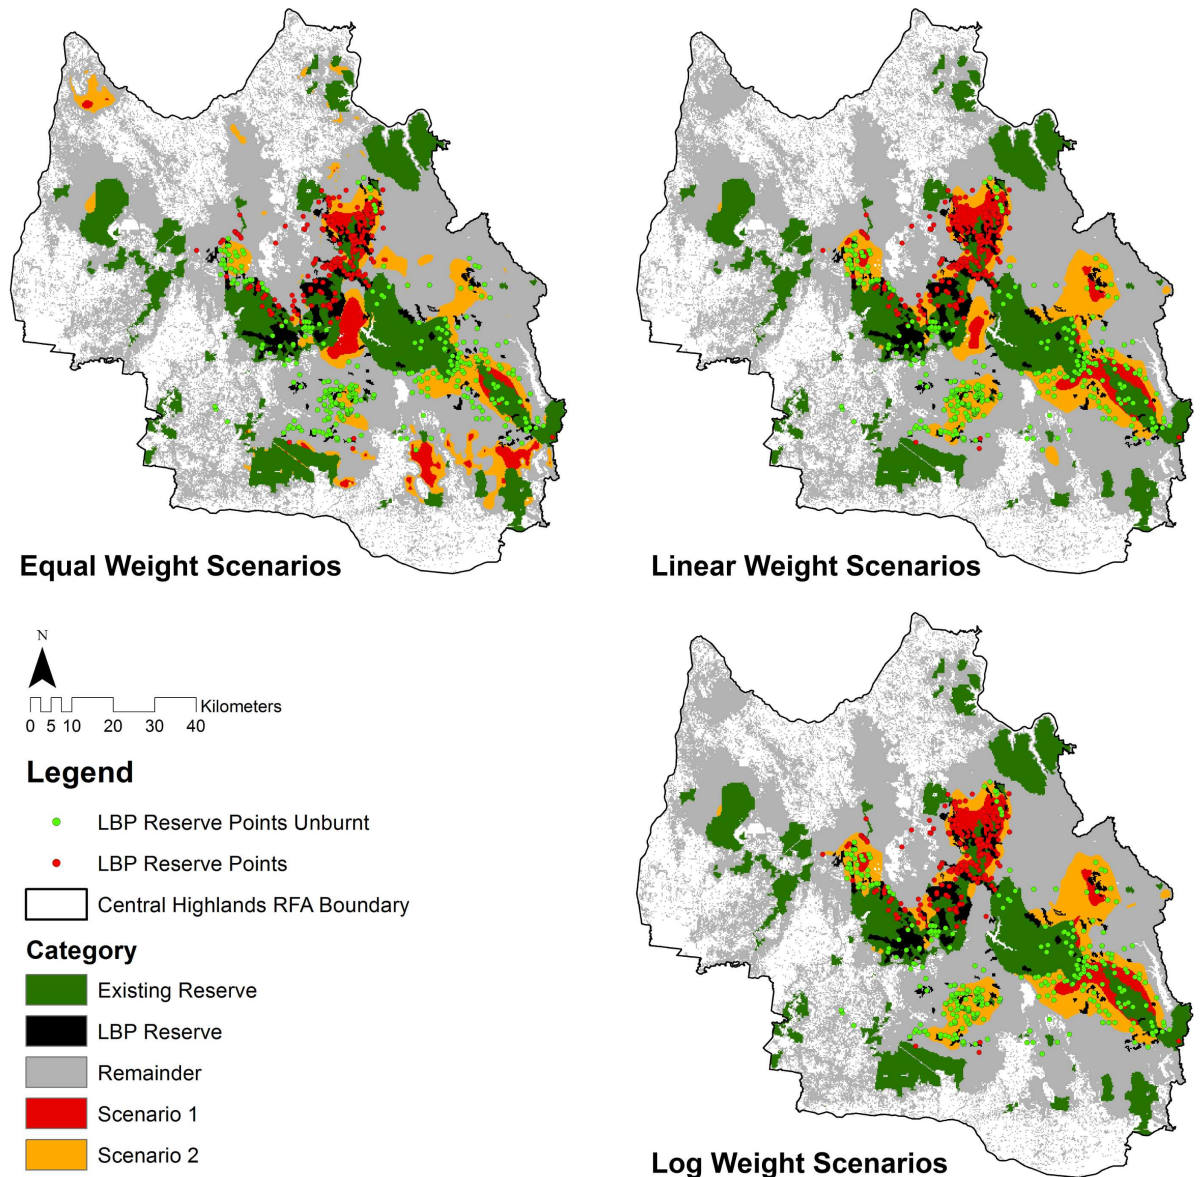 Equal Weight Scenarios
Linear Weight Scenarios
N
Kilometers
0 5 10 20 30 40
Legend
LBP Reserve Points Unburnt
LBP Reserve Points
Central Highlands RFA Boundary
Category
Existing Reserve
LBP Reserve
Remainder
Scenario 1
Scenario 2
Log Weight Scenarios